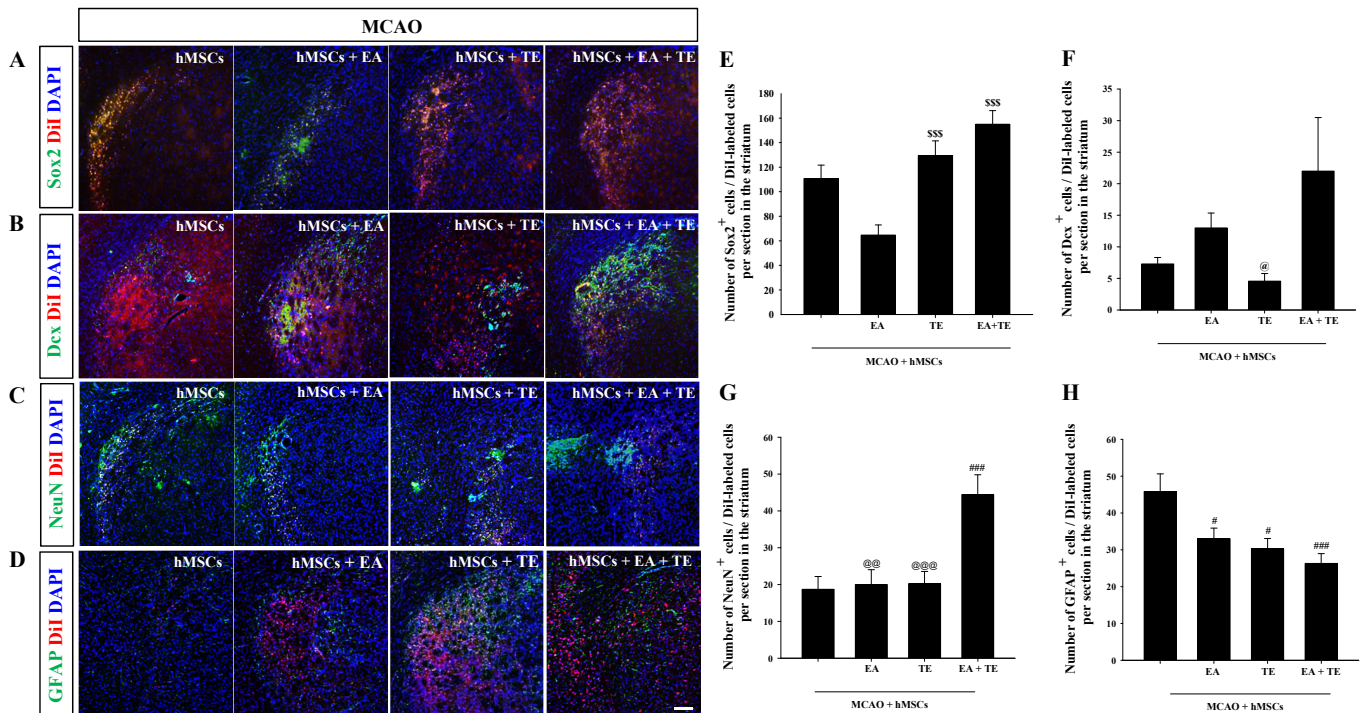 MCAO
A
Sox2 DiI DAPI
hMSCs
hMSCs + EA
hMSCs + TE
hMSCs + EA + TE
B
Dcx DiI DAPI
hMSCs
hMSCs + EA
hMSCs + TE
hMSCs + EA + TE
C
NeuN DiI DAPI
hMSCs
hMSCs + EA
hMSCs + TE
hMSCs + EA + TE
D
GFAP DiI DAPI
hMSCs
hMSCs + EA
hMSCs + TE
hMSCs + EA + TE
E
Number of Sox2+ cells / DiI-labeled cells
per section in the striatum
180
160
140
120
100
80
60
40
20
0
$$$
$$$
EA
TE
EA+TE
MCAO + hMSCs
F
Number of Dcx+ cells / DiI-labeled cells
per section in the striatum
35
30
25
20
15
10
5
0
@
EA
TE
EA + TE
MCAO + hMSCs
G
Number of NeuN+ cells / DiI-labeled cells
per section in the striatum
60
50
40
30
20
10
0
@@
@@@
###
EA
TE
EA + TE
MCAO + hMSCs
H
Number of GFAP+ cells / DiI-labeled cells
per section in the striatum
60
50
40
30
20
10
0
#
#
###
EA
TE
EA + TE
MCAO + hMSCs